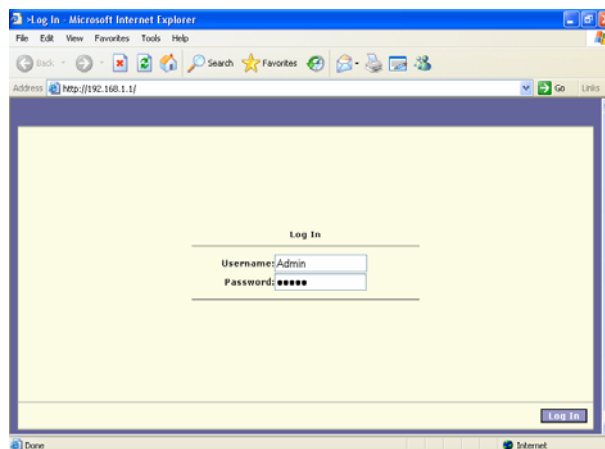 >Log In - Microsoft Internet Explorer
File Edit View Favorites Tools Help
Back Search Favorites
Address http://192.168.1.1/ Go Links
Log In
Username: Admin
Password: •••••
Log In
Done Internet